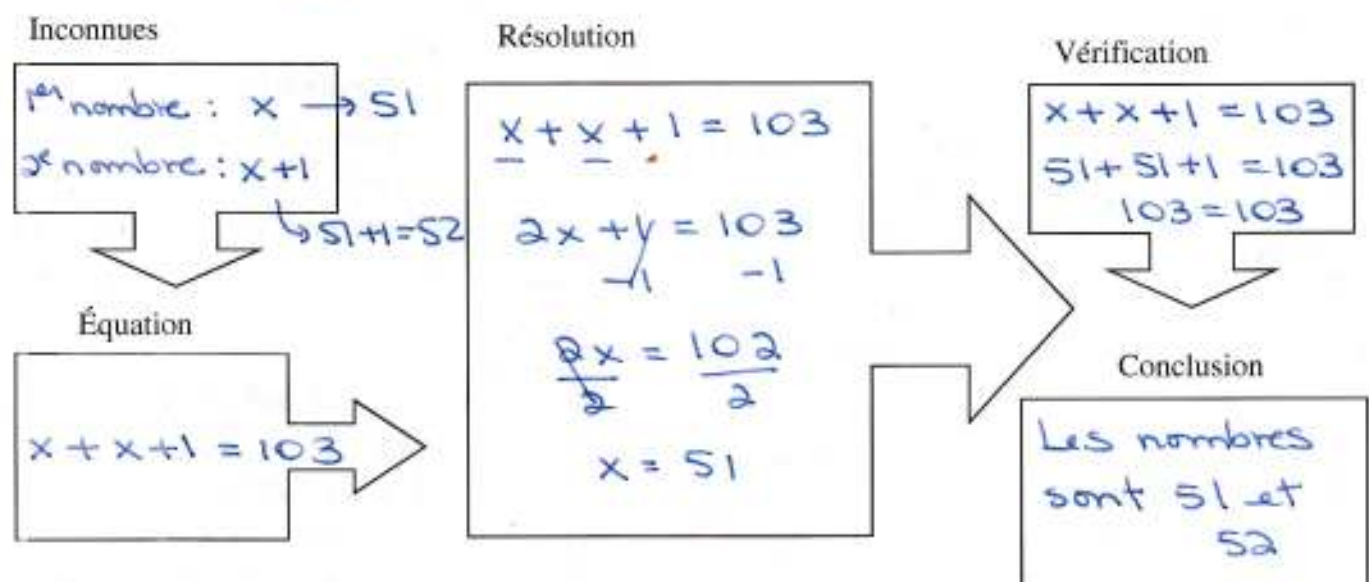 Inconnues
1er nombre : x → 51
2e nombre : x+1
↳ 51+1=52
Équation
x + x+1 = 103
Résolution
x + x + 1 = 103
2x + 1 = 103
-1 -1
2x = 102
2 2
x = 51
Vérification
x + x + 1 = 103
51 + 51 + 1 = 103
103 = 103
Conclusion
Les nombres
sont 51 et
52